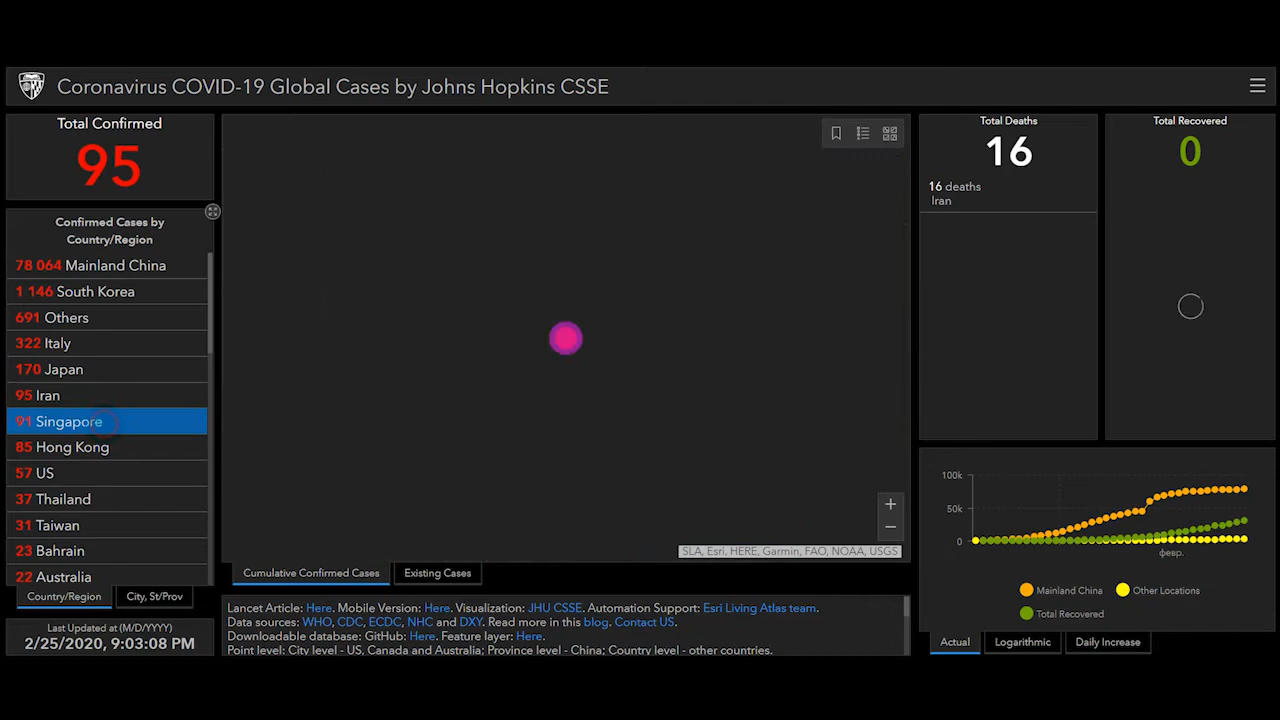 Coronavirus COVID-19 Global Cases by Johns Hopkins CSSE
Total Confirmed
95
Confirmed Cases by
Country/Region
78 064 Mainland China
1 146 South Korea
691 Others
322 Italy
170 Japan
95 Iran
91 Singapore
85 Hong Kong
57 US
37 Thailand
31 Taiwan
23 Bahrain
22 Australia
Country/Region
City, St/Prov
Last Updated at (M/D/YYYY)
2/25/2020, 9:03:08 PM
+
−
SLA, Esri, HERE, Garmin, FAO, NOAA, USGS
Cumulative Confirmed Cases
Existing Cases
Lancet Article: Here. Mobile Version: Here. Visualization: JHU CSSE. Automation Support: Esri Living Atlas team.
Data sources: WHO, CDC, ECDC, NHC and DXY. Read more in this blog. Contact US.
Downloadable database: GitHub: Here. Feature layer: Here.
Point level: City level - US, Canada and Australia; Province level - China; Country level - other countries.
Total Deaths
16
16 deaths
Iran
Total Recovered
0
100k
50k
0
февр.
Mainland China
Other Locations
Total Recovered
Actual
Logarithmic
Daily Increase